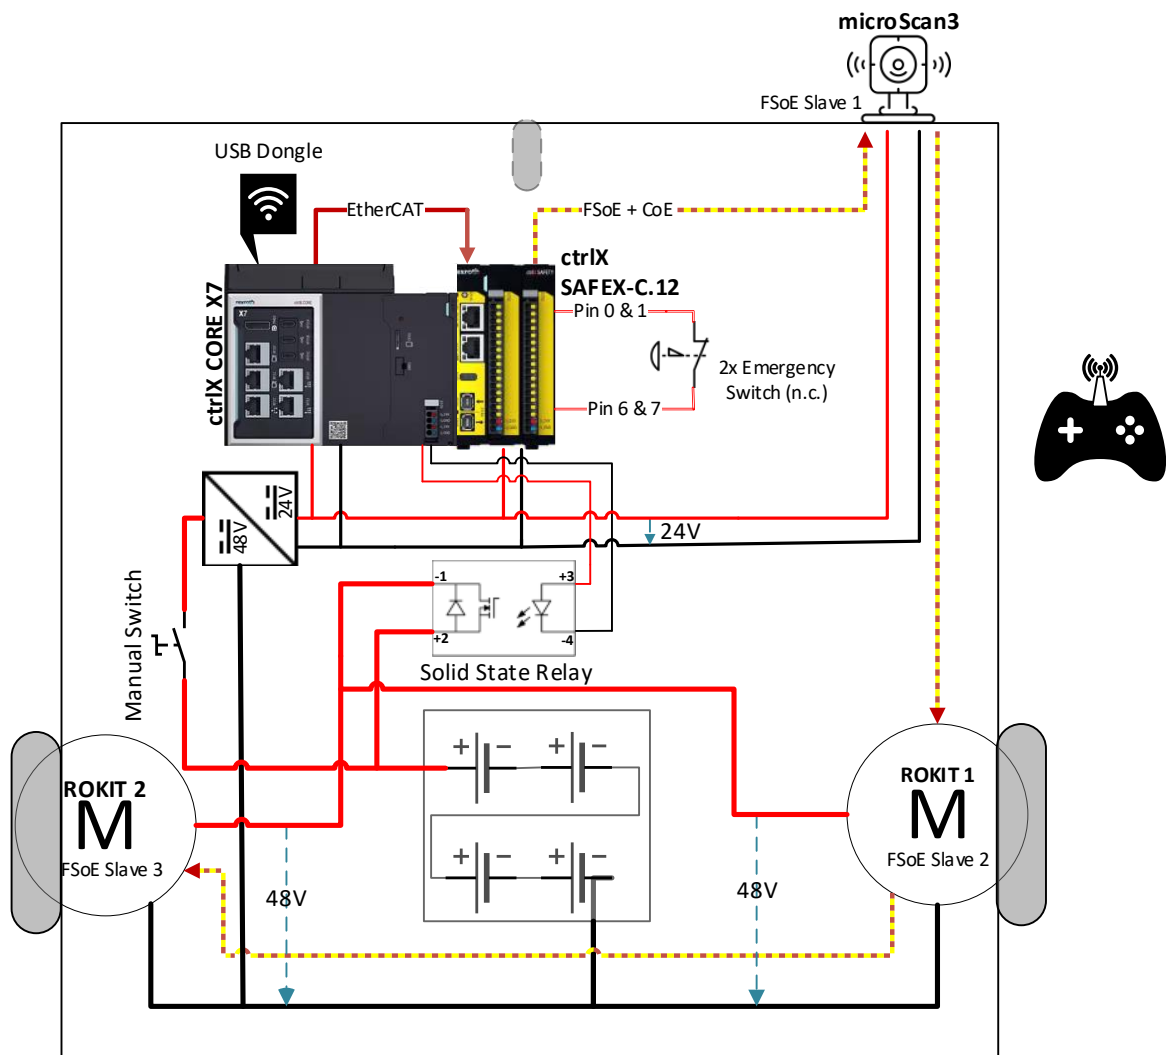 microScan3
FSoE Slave 1
USB Dongle
EtherCAT
FSoE + CoE
ctrlX
SAFEX-C.12
ctrlX CORE X7
X7
Pin 0 & 1
2x Emergency
Switch (n.c.)
Pin 6 & 7
24V
48V
24V
-1
+3
+2
-4
Solid State Relay
Manual Switch
+ − + −
+ − + −
ROKIT 2
M
FSoE Slave 3
ROKIT 1
M
FSoE Slave 2
48V
48V